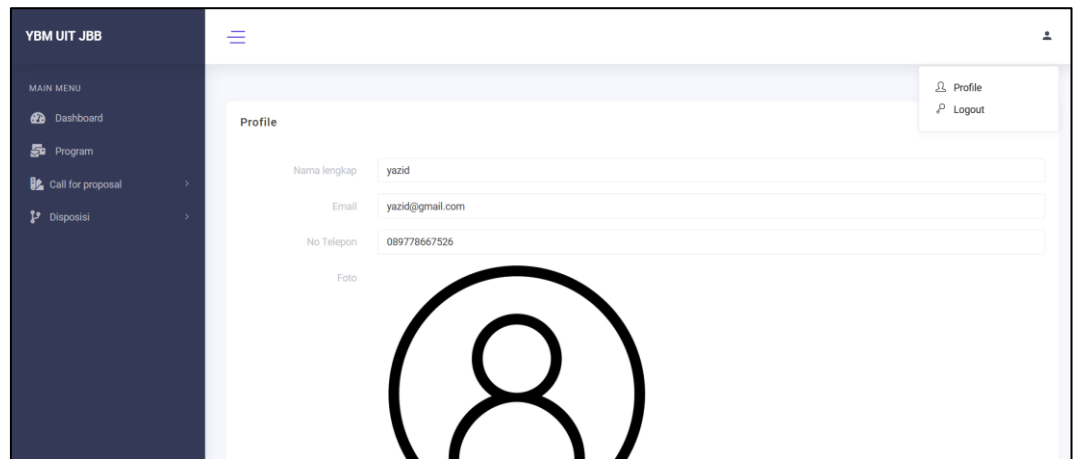 YBM UIT JBB
MAIN MENU
Dashboard
Program
Call for proposal
Disposisi
Profile
Logout
Profile
Nama lengkap yazid
Email yazid@gmail.com
No Telepon 089778667526
Foto